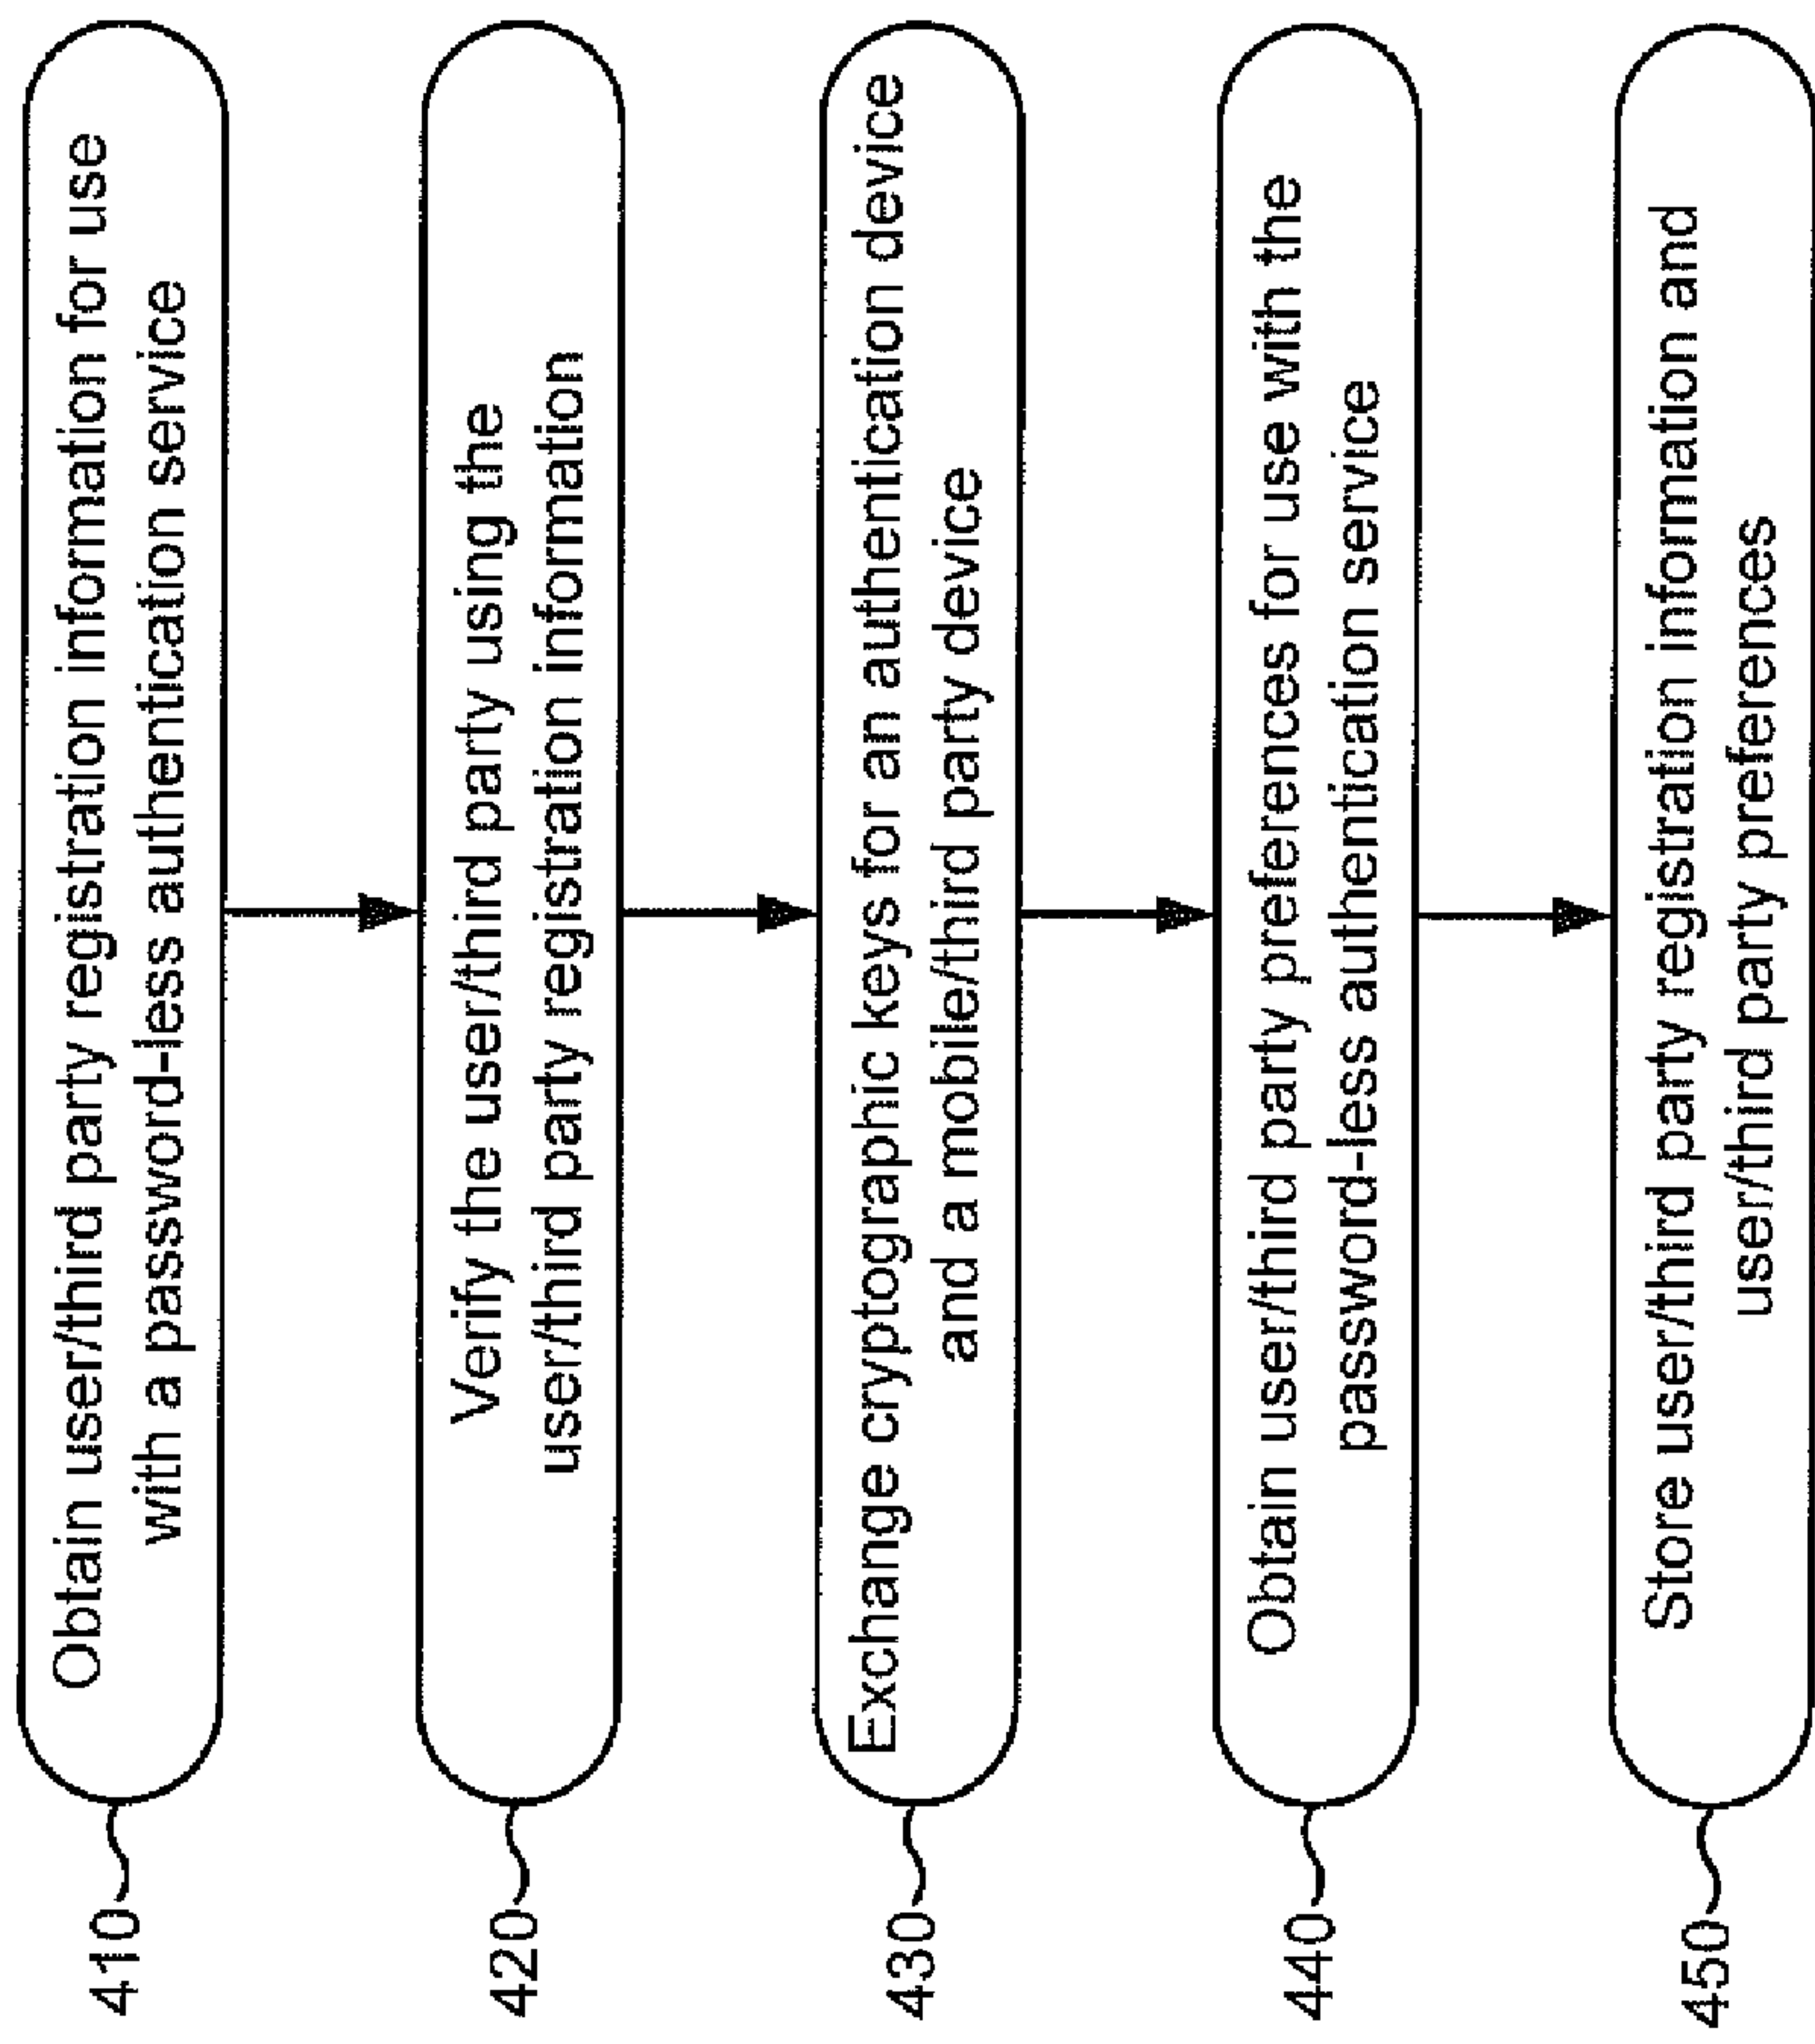 410
Obtain user/third party registration information for use
with a password-less authentication service
420
Verify the user/third party using the
user/third party registration information
430
Exchange cryptographic keys for an authentication device
and a mobile/third party device
440
Obtain user/third party preferences for use with the
password-less authentication service
450
Store user/third party registration information and
user/third party preferences